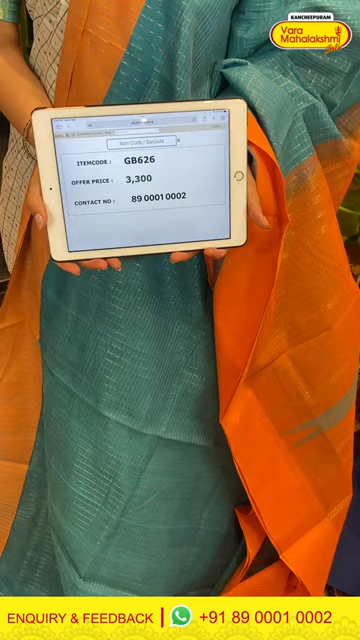 KANCHEEPURAM
Vara
Mahalakshmi
Silks
Item Code / Barcode
ITEMCODE : GB626
OFFER PRICE : 3,300
CONTACT NO : 89 0001 0002
ENQUIRY & FEEDBACK | +91 89 0001 0002